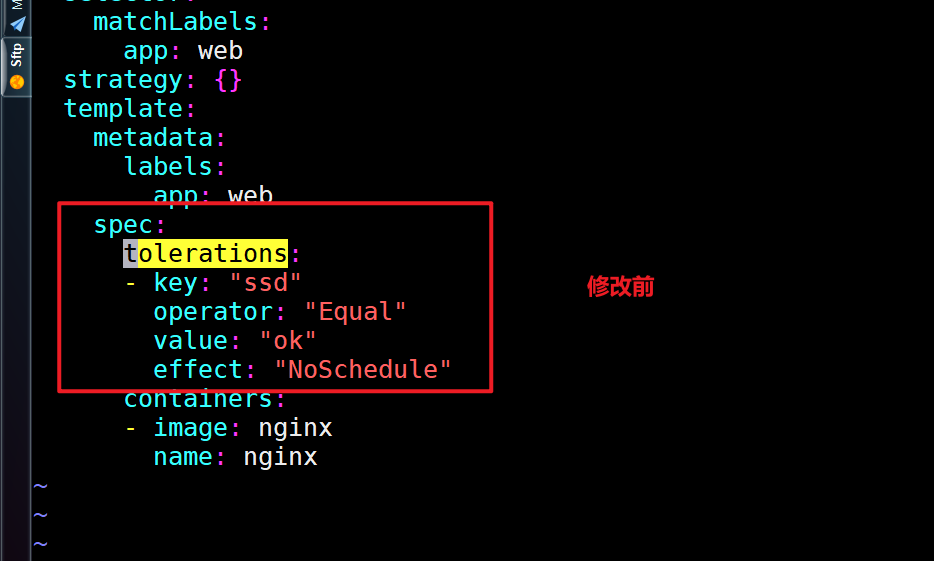 Sftp
matchLabels:
app: web
strategy: {}
template:
metadata:
labels:
app: web
spec:
tolerations:
- key: "ssd"
operator: "Equal"
value: "ok"
effect: "NoSchedule"
containers:
- image: nginx
name: nginx
~
~
~
修改前